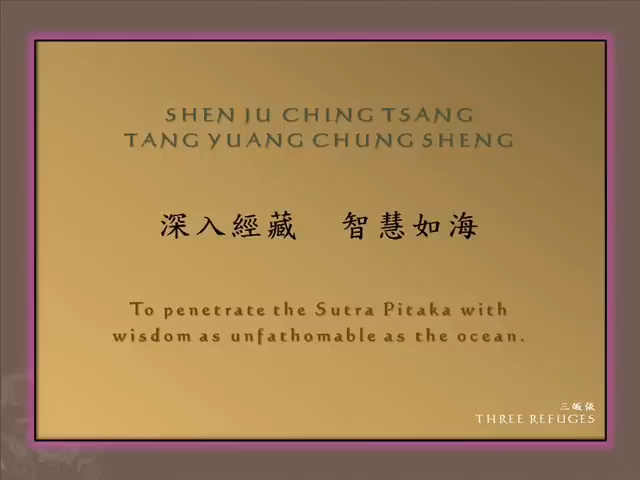 SHEN JU CHING TSANG
TANG YUANG CHUNG SHENG
深入經藏 智慧如海
To penetrate the Sutra Pitaka with
wisdom as unfathomable as the ocean.
三皈依
THREE REFUGES